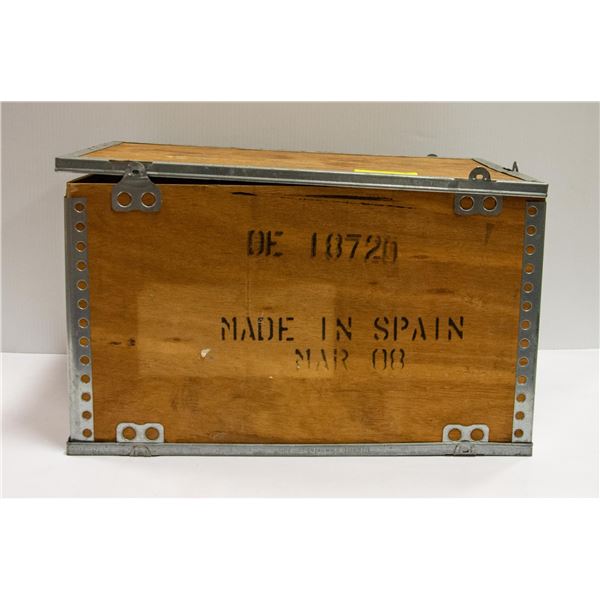 DE 18720
MADE IN SPAIN
MAR 08